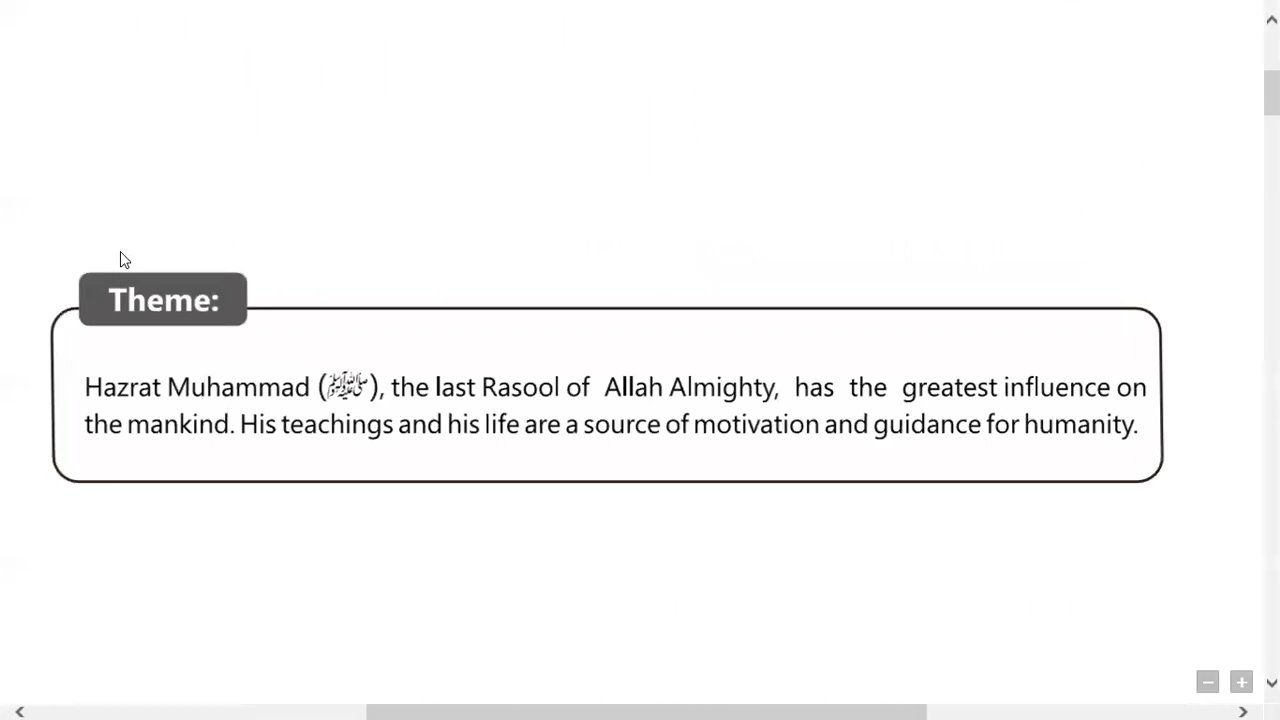 Theme:
Hazrat Muhammad (ﷺ), the last Rasool of Allah Almighty, has the greatest influence on
the mankind. His teachings and his life are a source of motivation and guidance for humanity.